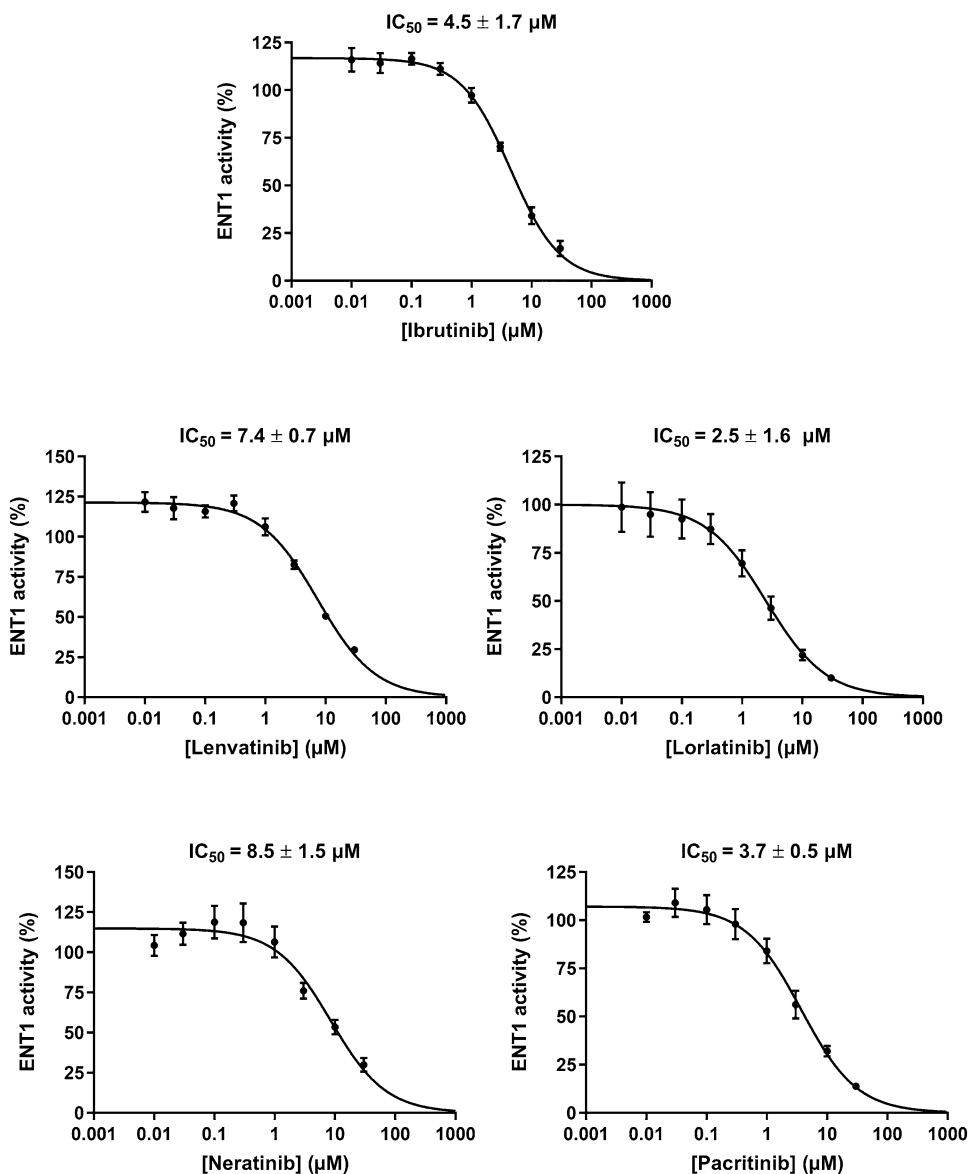 IC50 = 4.5 ± 1.7 µM
125
100
75
50
25
0
ENT1 activity (%)
0.001 0.01 0.1 1 10 100 1000
[Ibrutinib] (µM)
IC50 = 7.4 ± 0.7 µM
150
125
100
75
50
25
0
ENT1 activity (%)
0.001 0.01 0.1 1 10 100 1000
[Lenvatinib] (µM)
IC50 = 2.5 ± 1.6 µM
125
100
75
50
25
0
ENT1 activity (%)
0.001 0.01 0.1 1 10 100 1000
[Lorlatinib] (µM)
IC50 = 8.5 ± 1.5 µM
150
125
100
75
50
25
0
ENT1 activity (%)
0.001 0.01 0.1 1 10 100 1000
[Neratinib] (µM)
IC50 = 3.7 ± 0.5 µM
125
100
75
50
25
0
ENT1 activity (%)
0.001 0.01 0.1 1 10 100 1000
[Pacritinib] (µM)